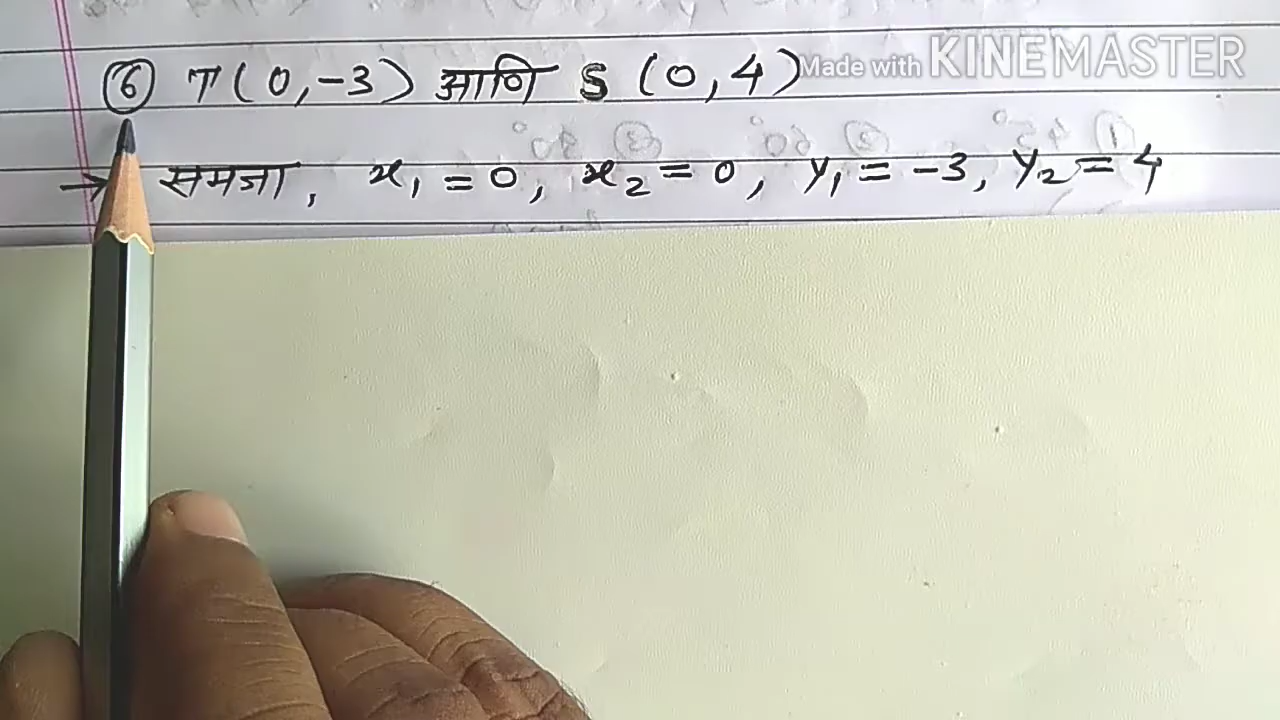 Made with KINEMASTER
⑥ T(0,-3) आणि S (0,4)
→ समजा, x₁ = 0, x₂ = 0, y₁ = -3, y₂ = 4